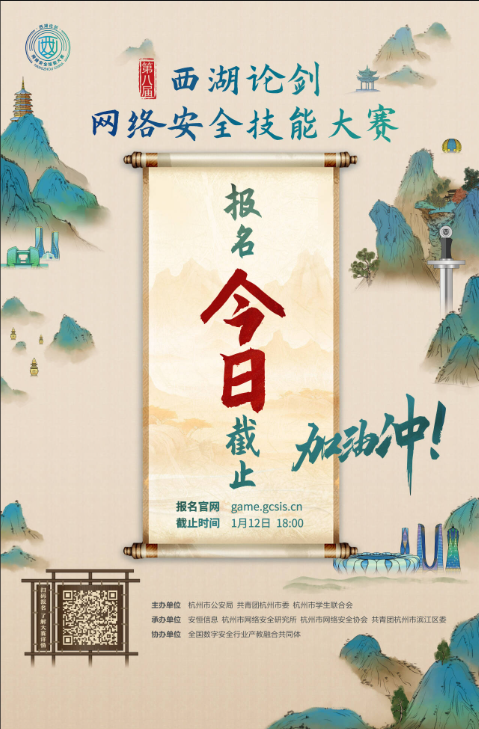 第八届
西湖论剑
网络安全技能大赛
报名
今日
截止
加油冲!
报名官网 game.gcsis.cn
截止时间 1月12日 18:00
扫码报名 了解大赛详情
主办单位 杭州市公安局 共青团杭州市委 杭州市学生联合会
承办单位 安恒信息 杭州市网络安全研究所 杭州市网络安全协会 共青团杭州市滨江区委
协办单位 全国数字安全行业产教融合共同体